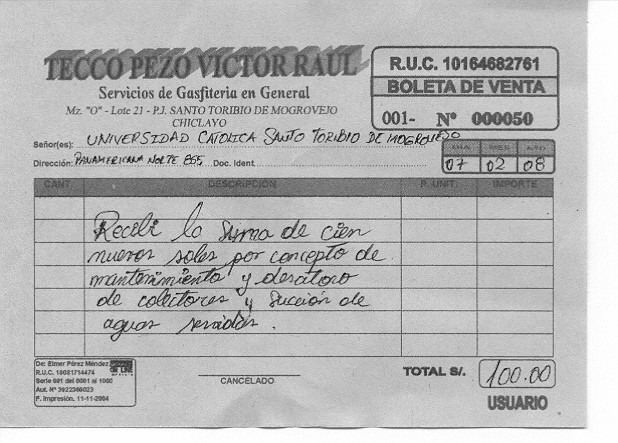 TECCO PEZO VICTOR RAUL
Servicios de Gasfiteria en General
Mz. "O" - Lote 21 - P.J. SANTO TORIBIO DE MOGROVEJO
CHICLAYO
R.U.C. 10164682761
BOLETA DE VENTA
001- Nº 000050
Señor(es): UNIVERSIDAD CATOLICA SANTO TORIBIO DE MOGROVEJO
Dirección: PANAMERICANA NORTE 855 Doc. Ident.
DIA MES AÑO
07 02 08
CANT. DESCRIPCION P. UNIT. IMPORTE
Recibí la suma de cien
nuevos soles por concepto de
mantenimiento y desatoro
de colectores y succión de
aguas servidas.
De: Elmer Pérez Méndez
R.U.C. 10081714474
Serie 001 del 0001 al 1000
Aut. Nº 3922366023
F. Impresión. 11-11-2004
CANCELADO
TOTAL S/. 100.00
USUARIO